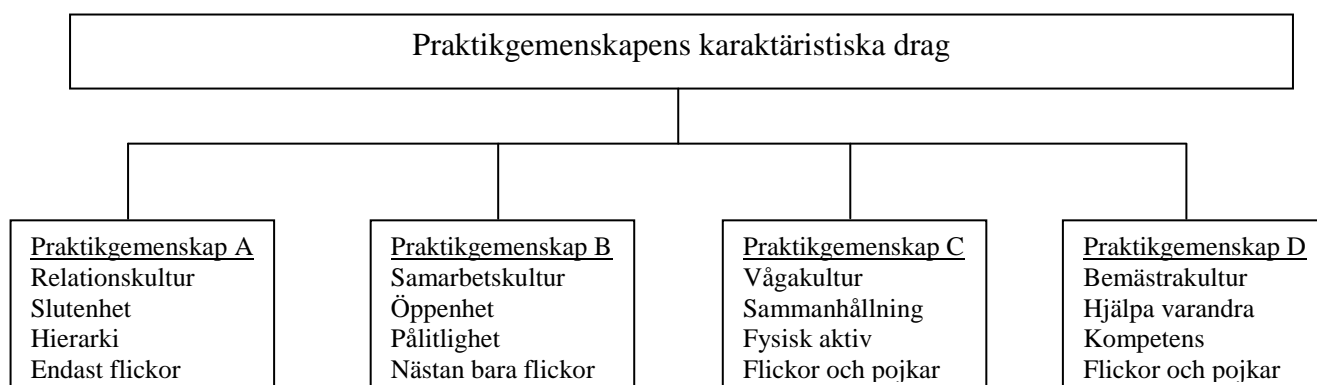 Praktikgemenskapens karaktäristiska drag
Praktikgemenskap A
Relationskultur
Slutenhet
Hierarki
Endast flickor
Praktikgemenskap B
Samarbetskultur
Öppenhet
Pålitlighet
Nästan bara flickor
Praktikgemenskap C
Vågakultur
Sammanhållning
Fysisk aktiv
Flickor och pojkar
Praktikgemenskap D
Bemästrakultur
Hjälpa varandra
Kompetens
Flickor och pojkar